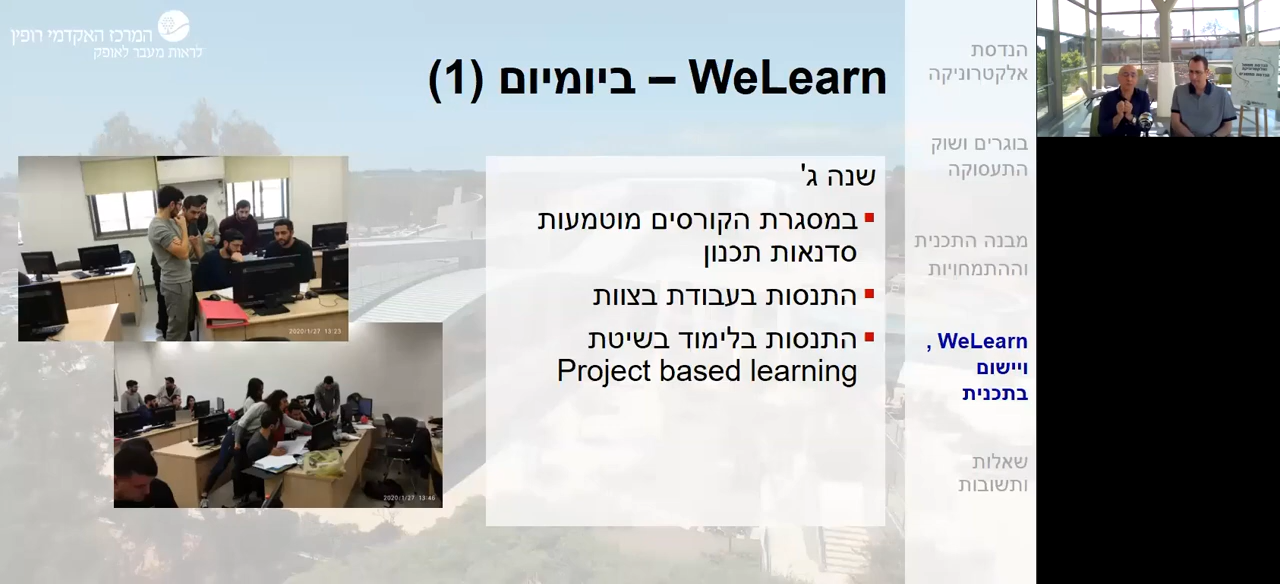 המרכז האקדמי רופין
לראות מעבר לאופק
WeLearn – ביומיום (1)
שנה ג'
במסגרת הקורסים מוטמעות
סדנאות תכנון
התנסות בעבודת בצוות
התנסות בלימוד בשיטת
Project based learning
הנדסת
אלקטרוניקה
בוגרים ושוק
התעסוקה
מבנה התכנית
וההתמחויות
WeLearn ,
ויישום
בתכנית
שאלות
ותשובות
2020/1/27 13:23
2020/1/27 13:46